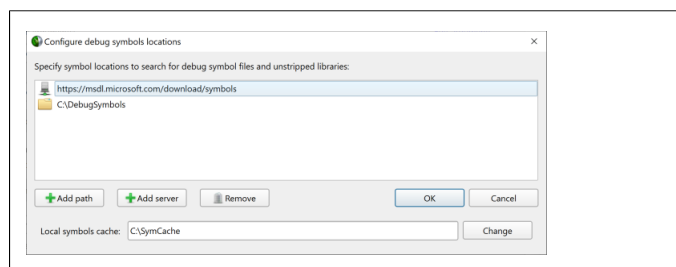 Configure debug symbols locations
Specify symbol locations to search for debug symbol files and unstripped libraries:
https://msdl.microsoft.com/download/symbols
C:\DebugSymbols
Add path Add server Remove OK Cancel
Local symbols cache: C:\SymCache Change